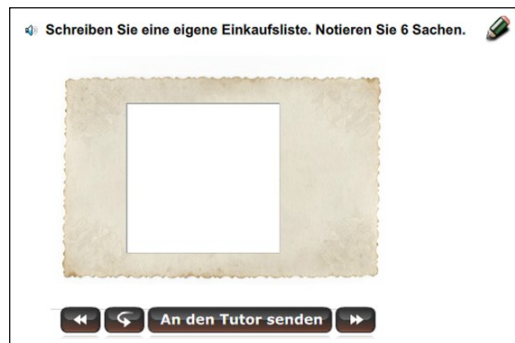 Schreiben Sie eine eigene Einkaufsliste. Notieren Sie 6 Sachen.
An den Tutor senden